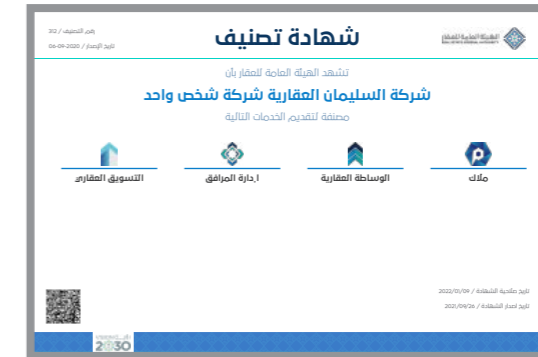 رقم التصنيف / 312
تاريخ الإصدار / 2020-09-06
شهادة تصنيف
الهيئة العامة للعقار
تشهد الهيئة العامة للعقار بأن
شركة السليمان العقارية شركة شخص واحد
مصنفة لتقديم الخدمات التالية
ملاك
الوساطة العقارية
ادارة المرافق
التسويق العقاري
تاريخ صلاحية الشهادة / 2022/01/09
تاريخ اصدار الشهادة / 2021/09/26
2030